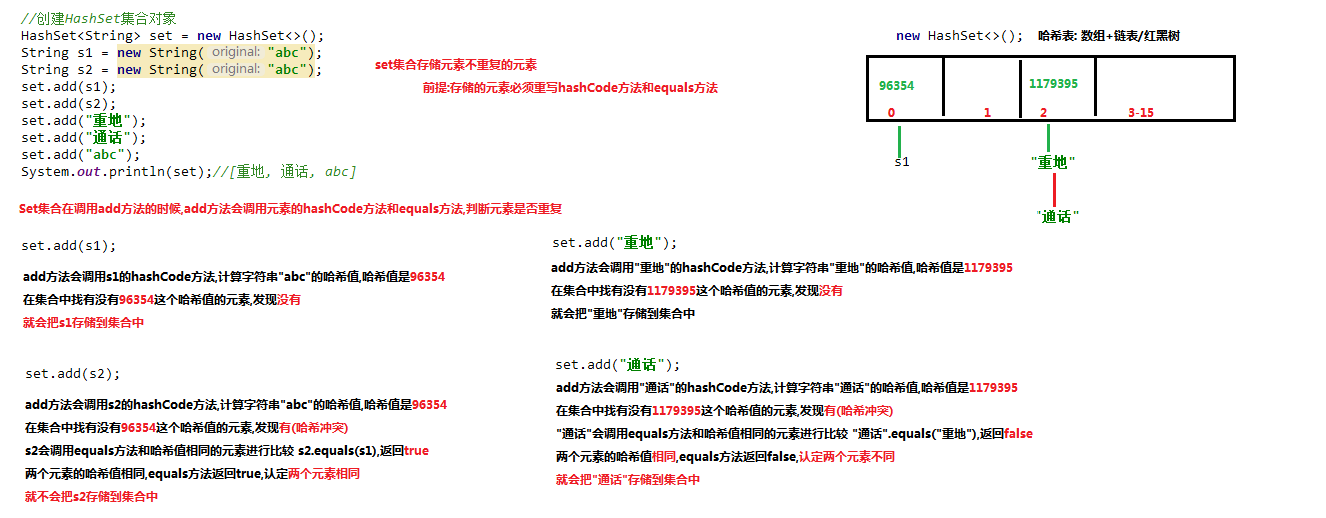 //创建HashSet集合对象
HashSet<String> set = new HashSet<>();
String s1 = new String( original: "abc");
String s2 = new String( original: "abc");
set.add(s1);
set.add(s2);
set.add("重地");
set.add("通话");
set.add("abc");
System.out.println(set);//[重地, 通话, abc]
set集合存储元素不重复的元素
前提:存储的元素必须重写hashCode方法和equals方法
new HashSet<>(); 哈希表: 数组+链表/红黑树
96354 1179395
0 1 2 3-15
s1 "重地"
"通话"
Set集合在调用add方法的时候,add方法会调用元素的hashCode方法和equals方法,判断元素是否重复
set.add(s1);
add方法会调用s1的hashCode方法,计算字符串"abc"的哈希值,哈希值是96354
在集合中找有没有96354这个哈希值的元素,发现没有
就会把s1存储到集合中
set.add(s2);
add方法会调用s2的hashCode方法,计算字符串"abc"的哈希值,哈希值是96354
在集合中找有没有96354这个哈希值的元素,发现有(哈希冲突)
s2会调用equals方法和哈希值相同的元素进行比较 s2.equals(s1),返回true
两个元素的哈希值相同,equals方法返回true,认定两个元素相同
就不会把s2存储到集合中
set.add("重地");
add方法会调用"重地"的hashCode方法,计算字符串"重地"的哈希值,哈希值是1179395
在集合中找有没有1179395这个哈希值的元素,发现没有
就会把"重地"存储到集合中
set.add("通话");
add方法会调用"通话"的hashCode方法,计算字符串"通话"的哈希值,哈希值是1179395
在集合中找有没有1179395这个哈希值的元素,发现有(哈希冲突)
"通话"会调用equals方法和哈希值相同的元素进行比较 "通话".equals("重地"),返回false
两个元素的哈希值相同,equals方法返回false,认定两个元素不同
就会把"通话"存储到集合中